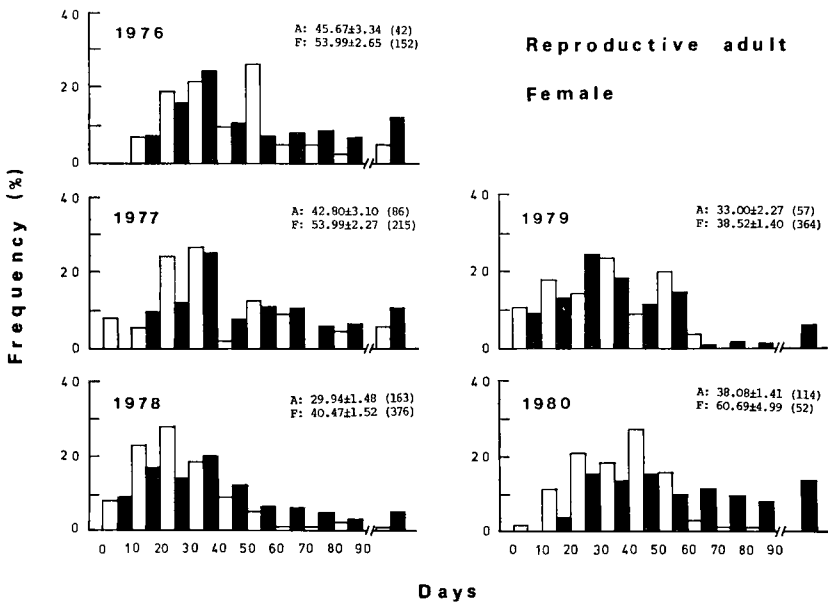 1976
A: 45.67±3.34 (42)
F: 53.99±2.65 (152)
40
20
0
Reproductive adult
Female
Frequency (%)
1977
A: 42.80±3.10 (86)
F: 53.99±2.27 (215)
40
20
0
1979
A: 33.00±2.27 (57)
F: 38.52±1.40 (364)
40
20
0
1978
A: 29.94±1.48 (163)
F: 40.47±1.52 (376)
40
20
0
0 10 20 30 40 50 60 70 80 90
1980
A: 38.08±1.41 (114)
F: 60.69±4.99 (52)
40
20
0
0 10 20 30 40 50 60 70 80 90
Days